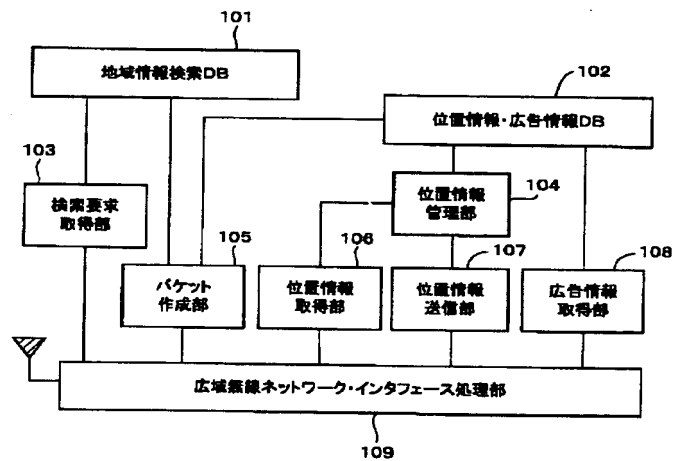 101
地域情報検索DB
102
位置情報・広告情報DB
103
検索要求
取得部
位置情報
管理部
104
105
パケット
作成部
106
位置情報
取得部
107
位置情報
送信部
108
広告情報
取得部
広域無線ネットワーク・インタフェース処理部
109